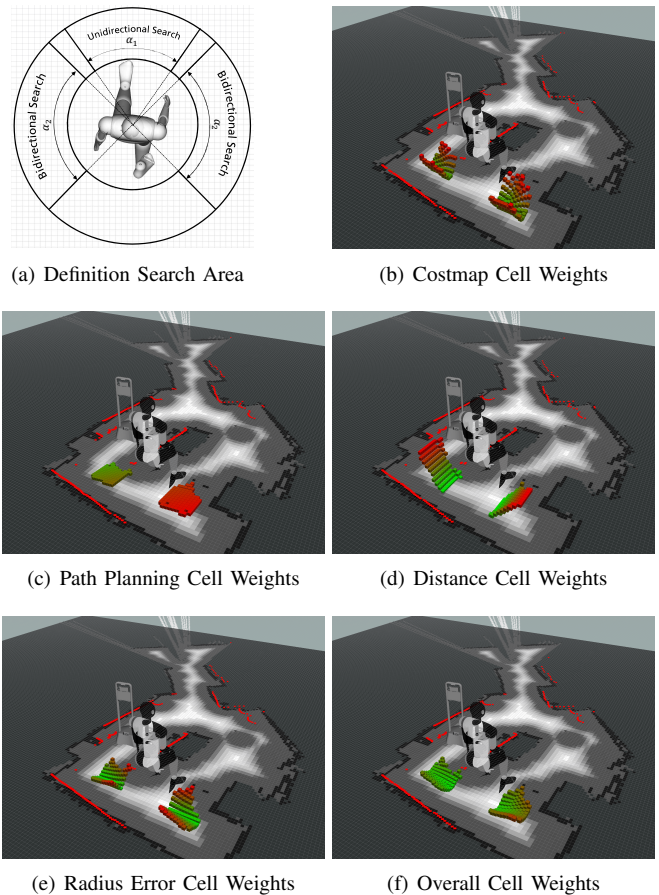 Unidirectional Search
α₁
Bidirectional Search
α₂
Bidirectional Search
α₂
(a) Definition Search Area
(b) Costmap Cell Weights
(c) Path Planning Cell Weights
(d) Distance Cell Weights
(e) Radius Error Cell Weights
(f) Overall Cell Weights